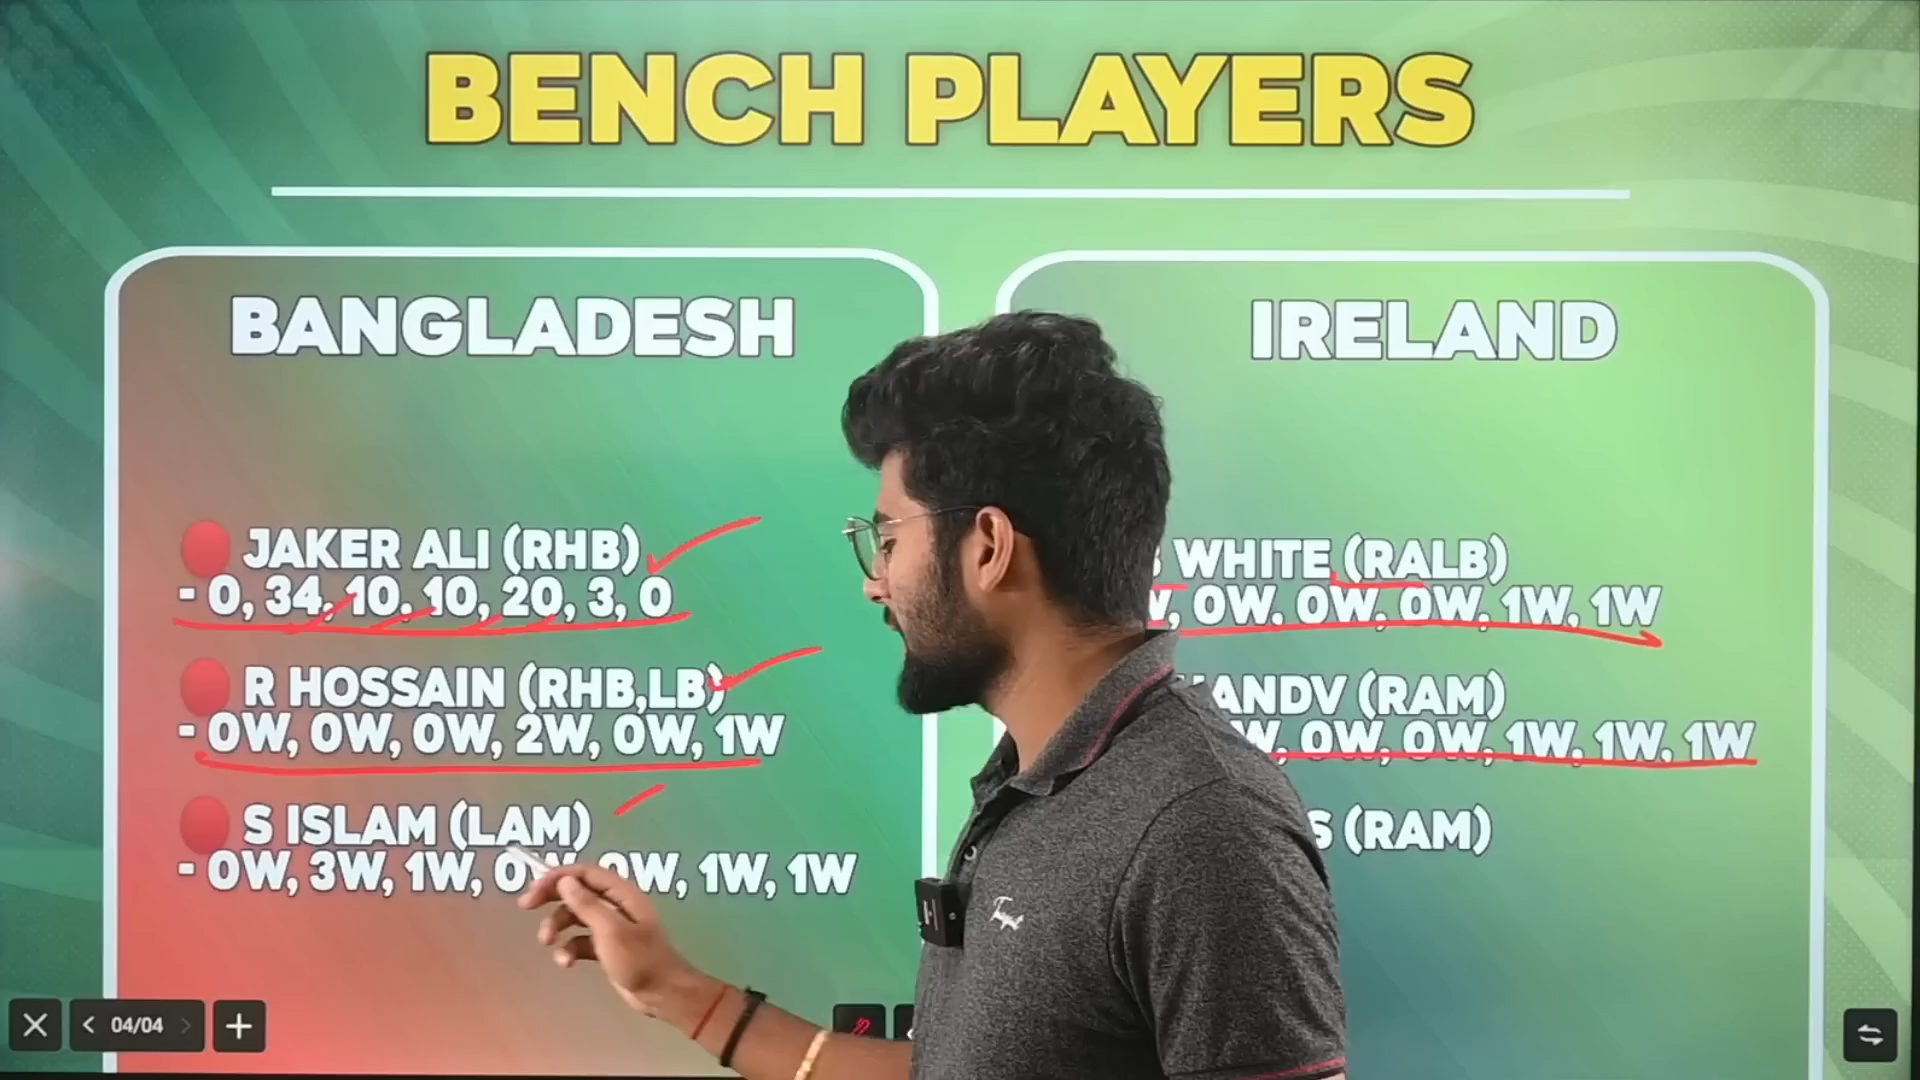 BENCH PLAYERS
BANGLADESH
JAKER ALI (RHB)
- 0, 34, 10, 10, 20, 3, 0
R HOSSAIN (RHB,LB)
- 0W, 0W, 0W, 2W, 0W, 1W
S ISLAM (LAM)
- 0W, 3W, 1W, 0W, 0W, 1W, 1W
IRELAND
WHITE (RALB)
0W, 0W, 0W, 1W, 1W
(RAM)
0W, 0W, 1W, 1W, 1W
(RAM)
04/04